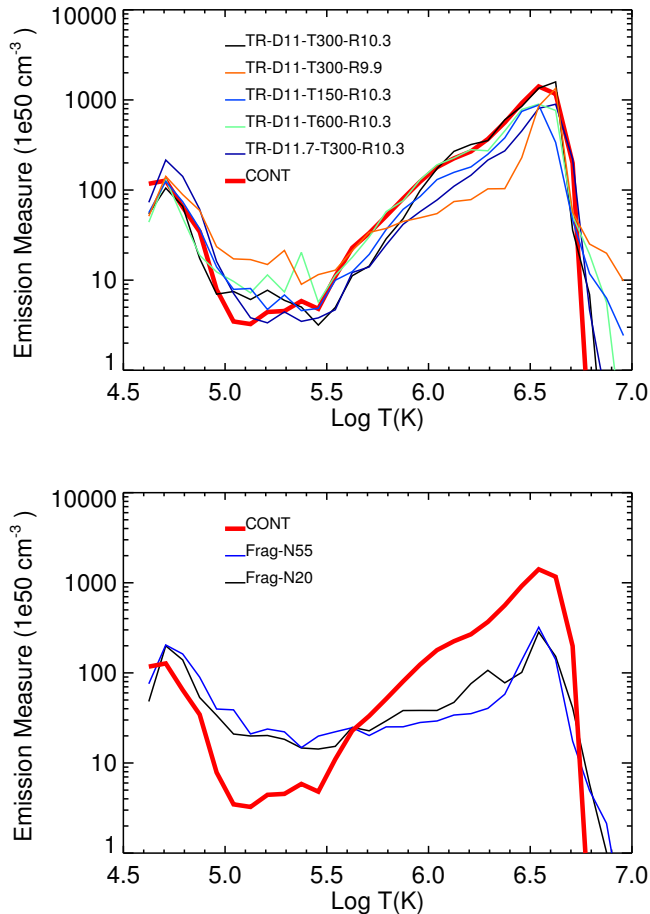 10000
1000
100
10
1
Emission Measure (1e50 cm⁻³ )
TR-D11-T300-R10.3
TR-D11-T300-R9.9
TR-D11-T150-R10.3
TR-D11-T600-R10.3
TR-D11.7-T300-R10.3
CONT
4.5 5.0 5.5 6.0 6.5 7.0
Log T(K)
10000
1000
100
10
1
Emission Measure (1e50 cm⁻³ )
CONT
Frag-N55
Frag-N20
4.5 5.0 5.5 6.0 6.5 7.0
Log T(K)